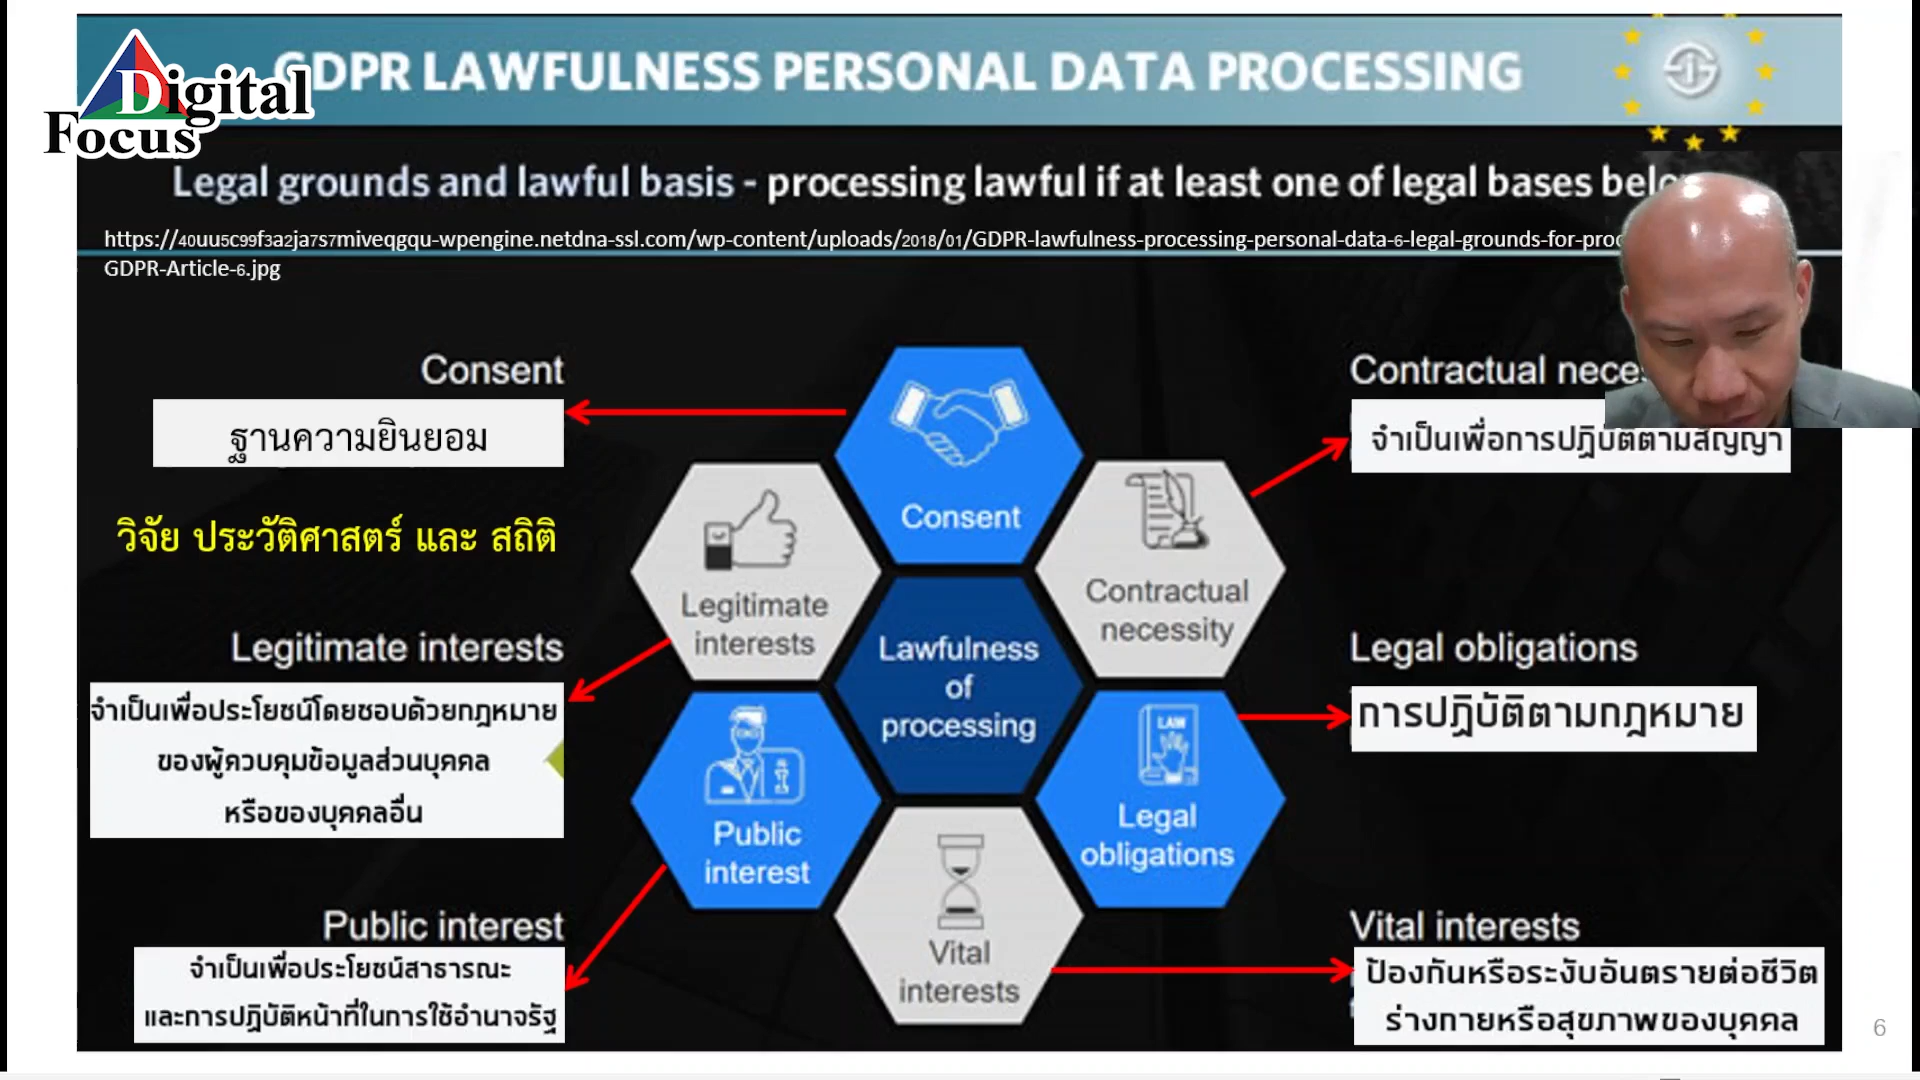 Digital
Focus
GDPR LAWFULNESS PERSONAL DATA PROCESSING
Legal grounds and lawful basis - processing lawful if at least one of legal bases
https://40uu5c99f3a2ja7s7miveqgqu-wpengine.netdna-ssl.com/wp-content/uploads/2018/01/GDPR-lawfulness-processing-personal-data-6-legal-grounds-for-
GDPR-Article-6.jpg
Consent
ฐานความยินยอม
วิจัย ประวัติศาสตร์ และ สถิติ
Legitimate interests
จำเป็นเพื่อประโยชน์โดยชอบด้วยกฎหมาย
ของผู้ควบคุมข้อมูลส่วนบุคคล
หรือของบุคคลอื่น
Public interest
จำเป็นเพื่อประโยชน์สาธารณะ
และการปฏิบัติหน้าที่ในการใช้อำนาจรัฐ
Consent
Legitimate
interests
Contractual
necessity
Lawfulness
of
processing
Public
interest
LAW
Legal
obligations
Vital
interests
Contractual
จำเป็นเพื่อการปฏิบัติตามสัญญา
Legal obligations
การปฏิบัติตามกฎหมาย
Vital interests
ป้องกันหรือระงับอันตรายต่อชีวิต
ร่างกายหรือสุขภาพของบุคคล
6